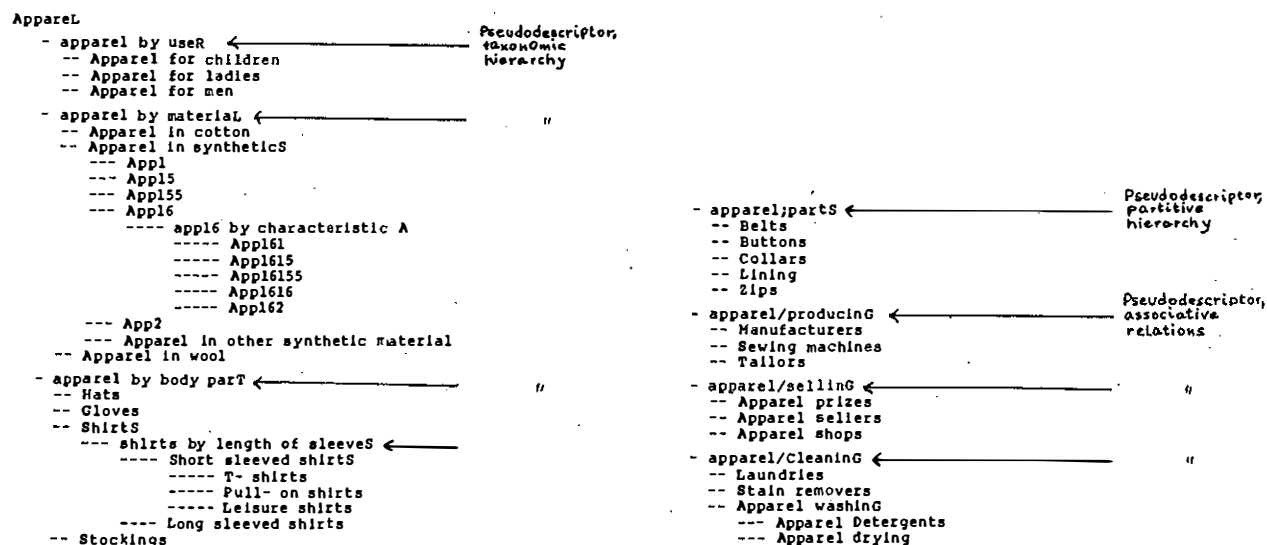 AppareL
- apparel by useR
-- Apparel for children
-- Apparel for ladies
-- Apparel for men
- apparel by materiaL
-- Apparel in cotton
-- Apparel in syntheticS
--- App1
--- App15
--- App155
--- App16
---- app16 by characteristic A
----- App161
----- App1615
----- App16155
----- App1616
----- App162
--- App2
--- Apparel in other synthetic material
-- Apparel in wool
- apparel by body parT
-- Hats
-- Gloves
-- ShirtS
--- shirts by length of sleeveS
---- Short sleeved shirtS
----- T- shirts
----- Pull- on shirts
----- Leisure shirts
---- Long sleeved shirts
-- Stockings
Pseudodescriptor,
taxonomic
hierarchy
"
"
- apparel;partS
-- Belts
-- Buttons
-- Collars
-- Lining
-- Zips
- apparel/producinG
-- Manufacturers
-- Sewing machines
-- Tailors
- apparel/sellinG
-- Apparel prizes
-- Apparel sellers
-- Apparel shops
- apparel/CleaninG
-- Laundries
-- Stain removers
-- Apparel washinG
--- Apparel Detergents
--- Apparel drying
Pseudodescriptor,
partitive
hierarchy
Pseudodescriptor,
associative
relations
"
"